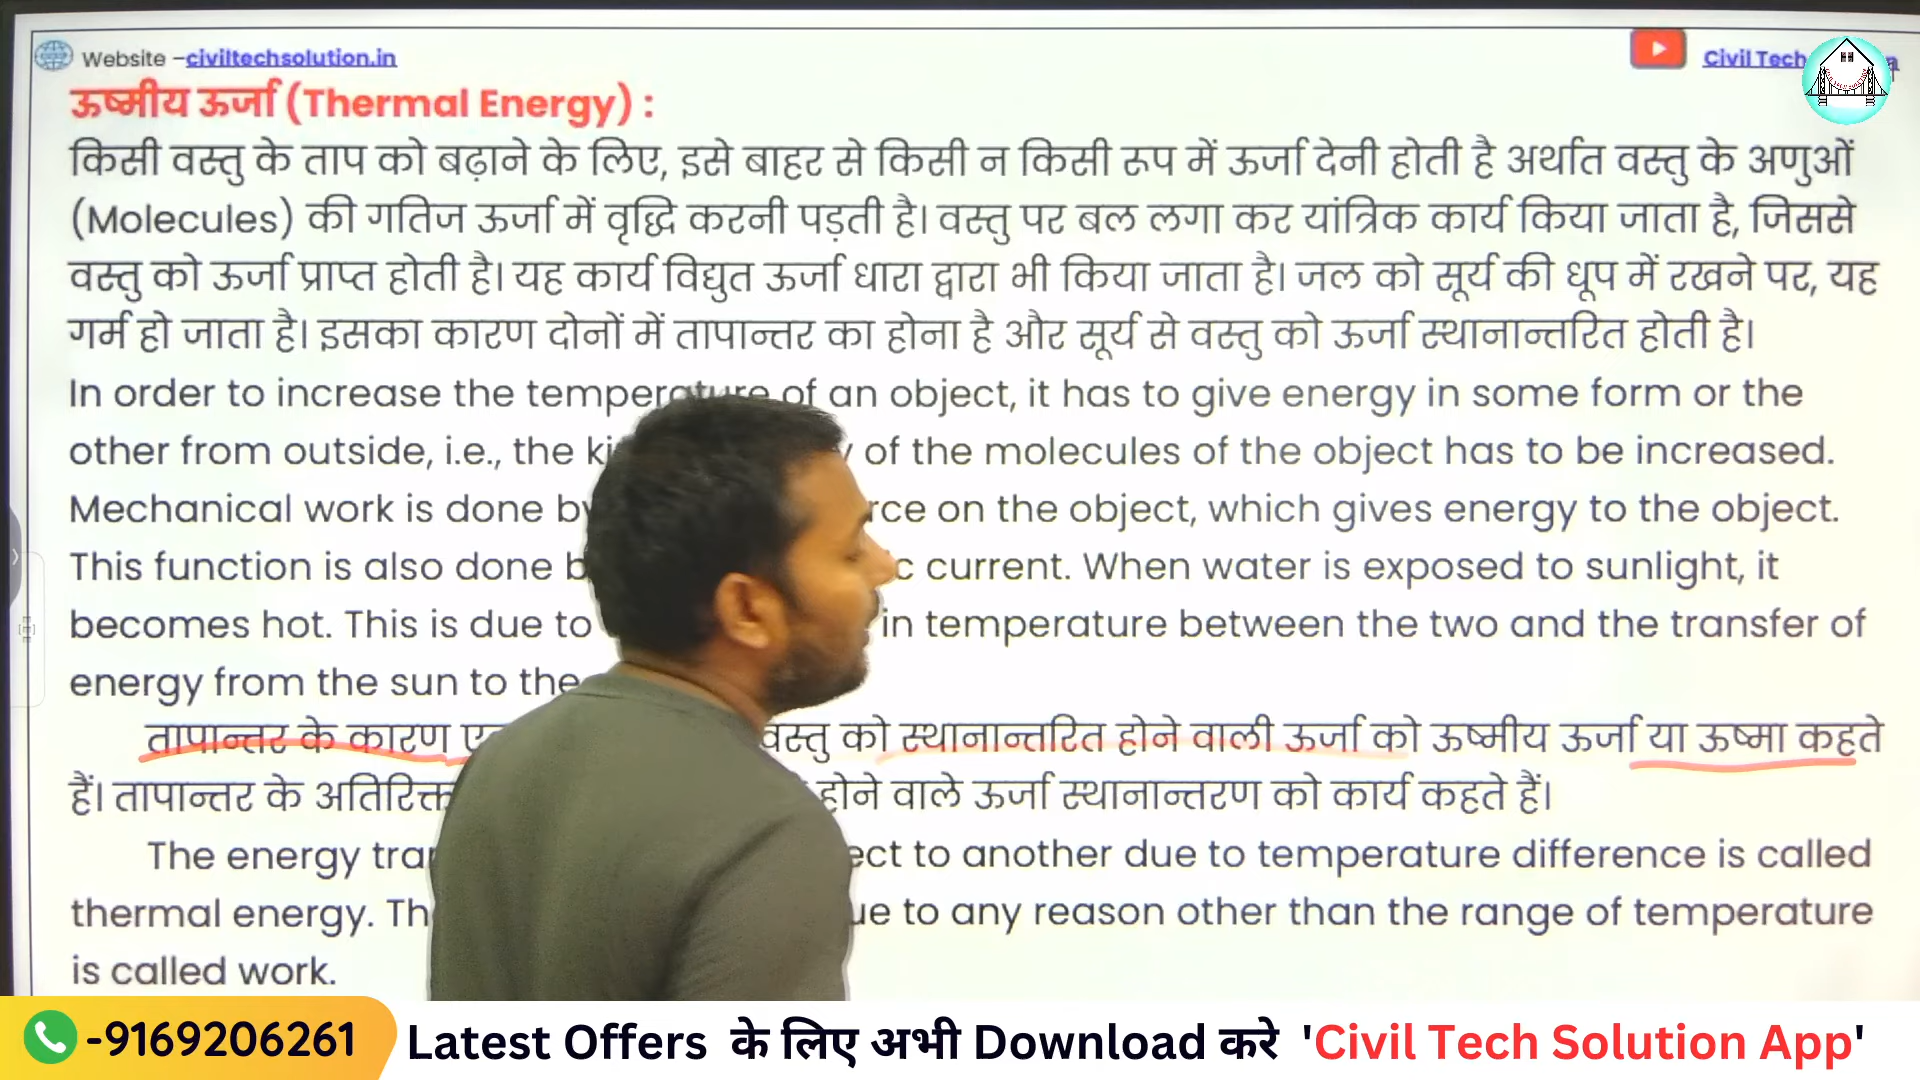 Website –civiltechsolution.in
Civil Tech
ऊष्मीय ऊर्जा (Thermal Energy) :
किसी वस्तु के ताप को बढ़ाने के लिए, इसे बाहर से किसी न किसी रूप में ऊर्जा देनी होती है अर्थात वस्तु के अणुओं
(Molecules) की गतिज ऊर्जा में वृद्धि करनी पड़ती है। वस्तु पर बल लगा कर यांत्रिक कार्य किया जाता है, जिससे
वस्तु को ऊर्जा प्राप्त होती है। यह कार्य विद्युत ऊर्जा धारा द्वारा भी किया जाता है। जल को सूर्य की धूप में रखने पर, यह
गर्म हो जाता है। इसका कारण दोनों में तापान्तर का होना है और सूर्य से वस्तु को ऊर्जा स्थानान्तरित होती है।
In order to increase the temperature of an object, it has to give energy in some form or the
other from outside, i.e., the of the molecules of the object has to be increased.
Mechanical work is done on the object, which gives energy to the object.
This function is also done current. When water is exposed to sunlight, it
becomes hot. This is due to in temperature between the two and the transfer of
energy from the sun to the
तापान्तर के कारण वस्तु को स्थानान्तरित होने वाली ऊर्जा को ऊष्मीय ऊर्जा या ऊष्मा कहते
हैं। तापान्तर के अतिरिक्त होने वाले ऊर्जा स्थानान्तरण को कार्य कहते हैं।
The energy to another due to temperature difference is called
thermal energy. to any reason other than the range of temperature
is called work.
-9169206261 Latest Offers के लिए अभी Download करे 'Civil Tech Solution App'